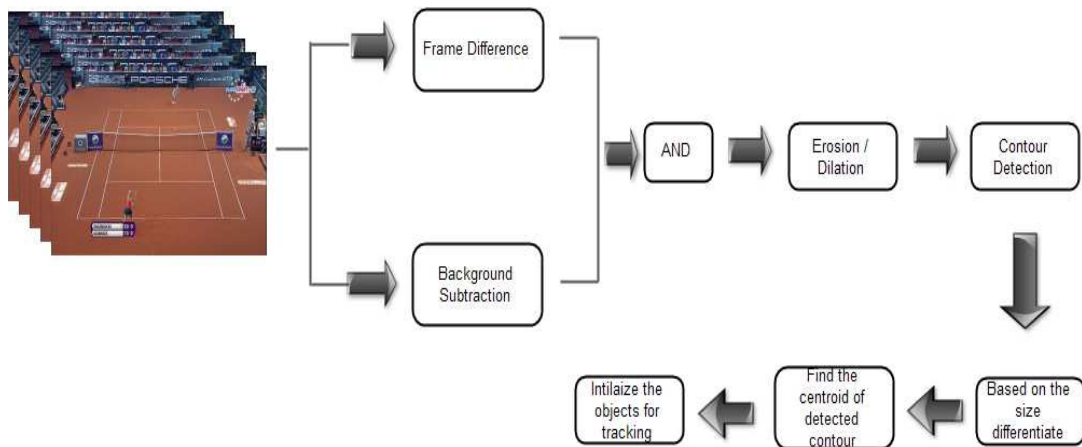 PORSCHE
Frame Difference
Background
Subtraction
AND
Erosion /
Dilation
Contour
Detection
Based on the
size
differentiate
Find the
centroid of
detected
contour
Intilaize the
objects for
tracking